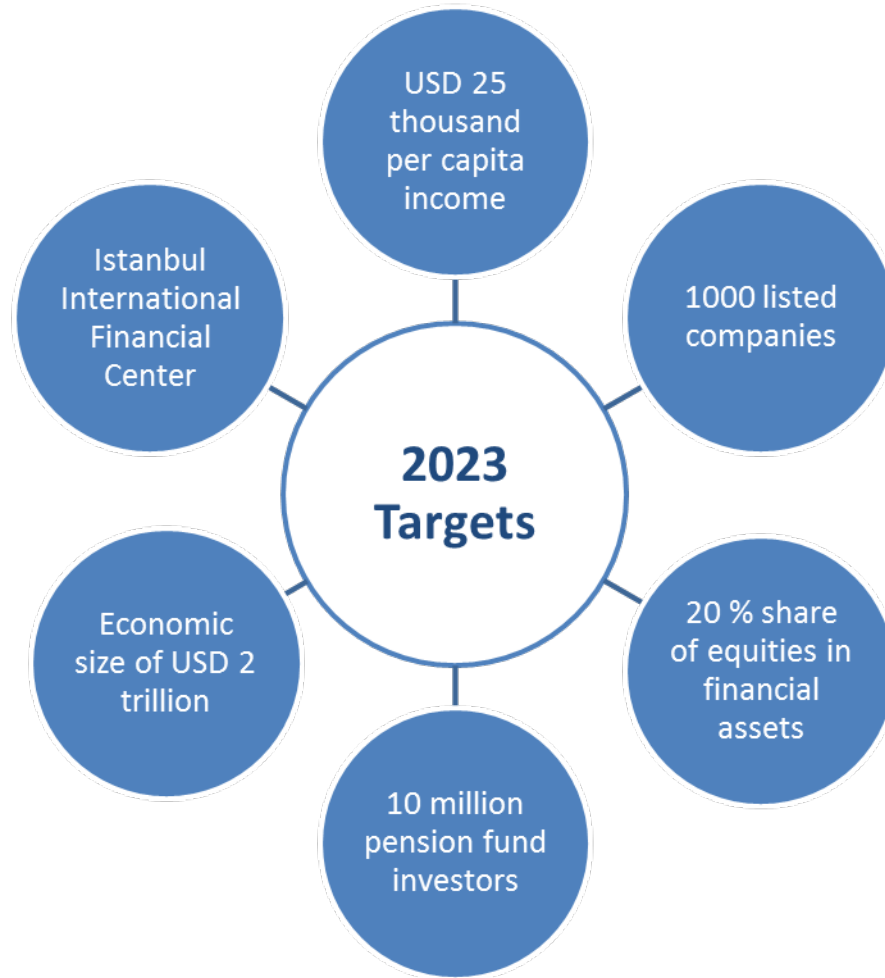 USD 25
thousand
per capita
income
1000 listed
companies
20 % share
of equities in
financial
assets
10 million
pension fund
investors
Economic
size of USD 2
trillion
Istanbul
International
Financial
Center
2023
Targets